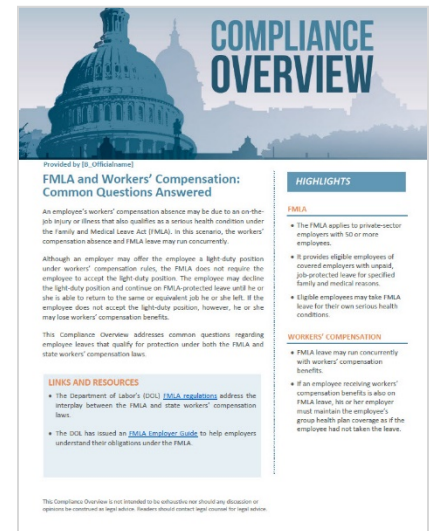 COMPLIANCE
OVERVIEW
Provided by [B_Officialname]
FMLA and Workers' Compensation:
Common Questions Answered
An employee's workers' compensation absence may be due to an on-the-
job injury or illness that also qualifies as a serious health condition under
the Family and Medical Leave Act (FMLA). In this scenario, the workers'
compensation absence and FMLA leave may run concurrently.
Although an employer may offer the employee a light-duty position
under workers' compensation rules, the FMLA does not require the
employee to accept the light-duty position. The employee may decline
the light-duty position and continue on FMLA-protected leave until he or
she is able to return to the same or equivalent job he or she left. If the
employee does not accept the light-duty position, however, he or she
may lose workers' compensation benefits.
This Compliance Overview addresses common questions regarding
employee leaves that qualify for protection under both the FMLA and
state workers' compensation laws.
LINKS AND RESOURCES
• The Department of Labor's (DOL) FMLA regulations address the
interplay between the FMLA and state workers' compensation
laws.
• The DOL has issued an FMLA Employer Guide to help employers
understand their obligations under the FMLA.
HIGHLIGHTS
FMLA
• The FMLA applies to private-sector
employers with 50 or more
employees.
• It provides eligible employees of
covered employers with unpaid,
job-protected leave for specified
family and medical reasons.
• Eligible employees may take FMLA
leave for their own serious health
conditions.
WORKERS' COMPENSATION
• FMLA leave may run concurrently
with workers' compensation
benefits.
• If an employee receiving workers'
compensation benefits is also on
FMLA leave, his or her employer
must maintain the employee's
group health plan coverage as if the
employee had not taken the leave.
This Compliance Overview is not intended to be exhaustive nor should any discussion or
opinions be construed as legal advice. Readers should contact legal counsel for legal advice.